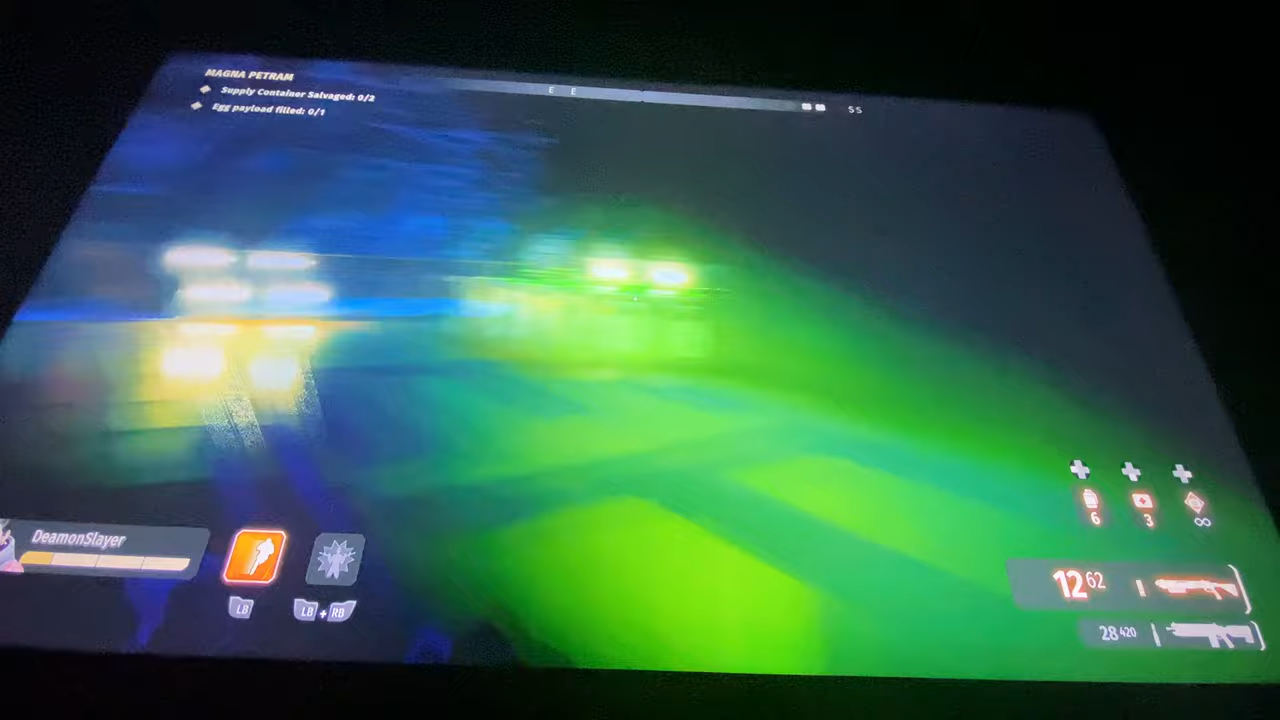 MAGNA PETRAM
Supply Container Salvaged: 0/2
Egg payload filled: 0/1
E E
55
DeamonSlayer
LB
LB + RB
6 3 ∞
12 62
28 420